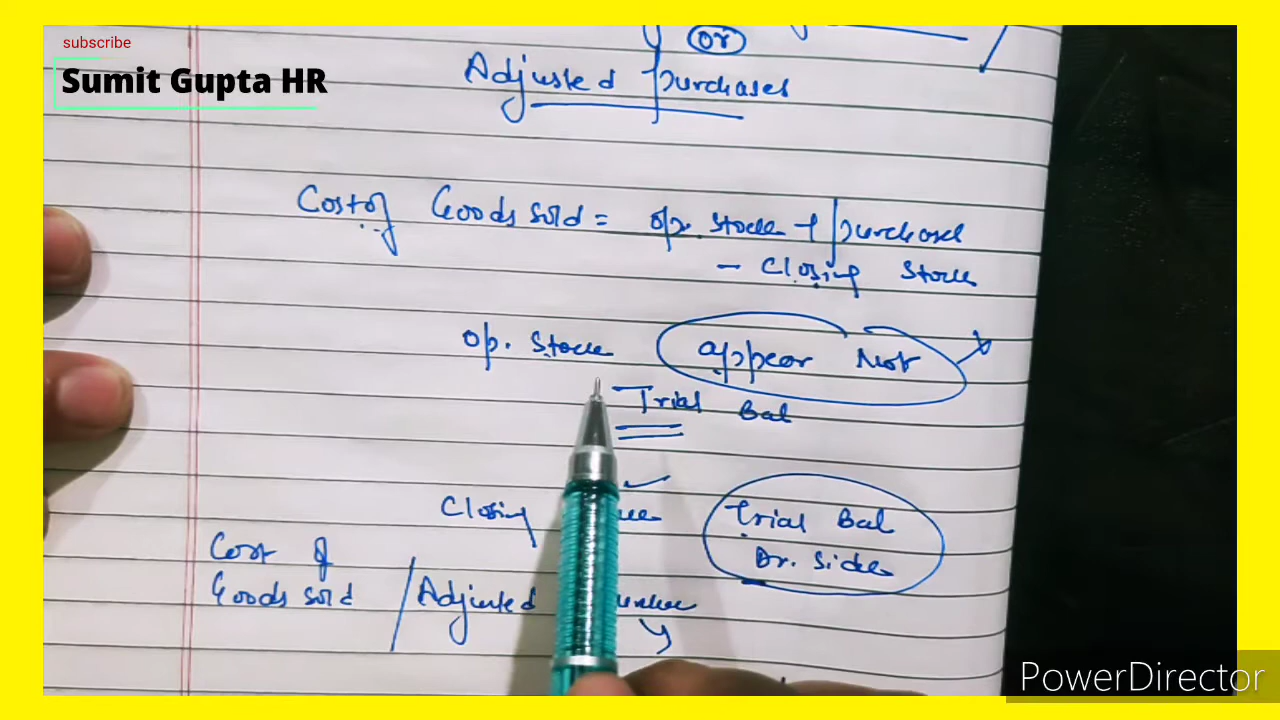 subscribe
Sumit Gupta HR
or
Adjusted purchases
Cost of Goods sold = op. Stock + purchases
- Closing Stock
op. Stock appear Not
Trial Bal
Closing
Trial Bal
Dr. Side
Cost of
Goods sold / Adjusted
PowerDirector